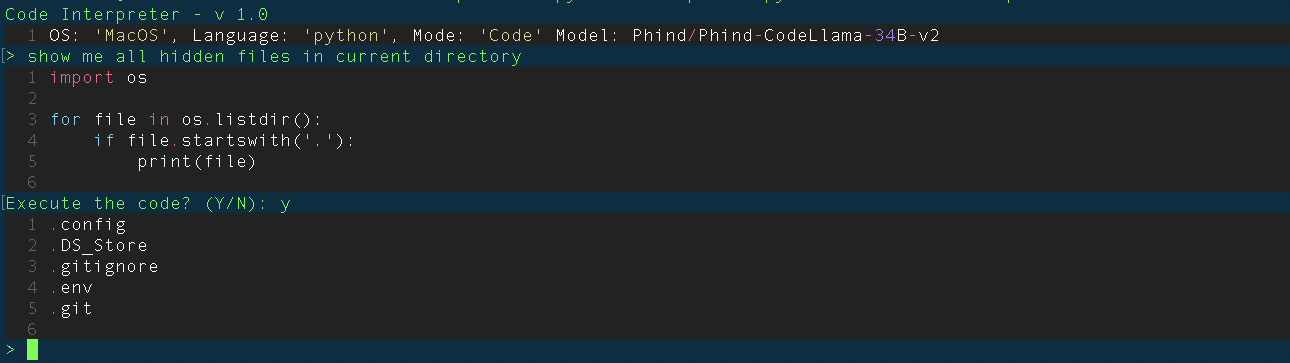 Code Interpreter - v 1.0
1 OS: 'MacOS', Language: 'python', Mode: 'Code' Model: Phind/Phind-CodeLlama-34B-v2
[> show me all hidden files in current directory
1 import os
2
3 for file in os.listdir():
4     if file.startswith('.'):
5         print(file)
6
[Execute the code? (Y/N): y
1 .config
2 .DS_Store
3 .gitignore
4 .env
5 .git
6
>